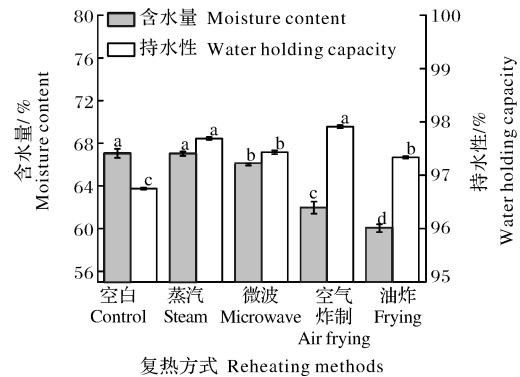 含水量 Moisture content
持水性 Water holding capacity
80
76
72
68
64
60
56
含水量/%
Moisture content
100
99
98
97
96
95
持水性/%
Water holding capacity
a
c
a
a
b
b
c
a
d
b
空白
Control
蒸汽
Steam
微波
Microwave
空气
炸制
Air frying
油炸
Frying
复热方式 Reheating methods